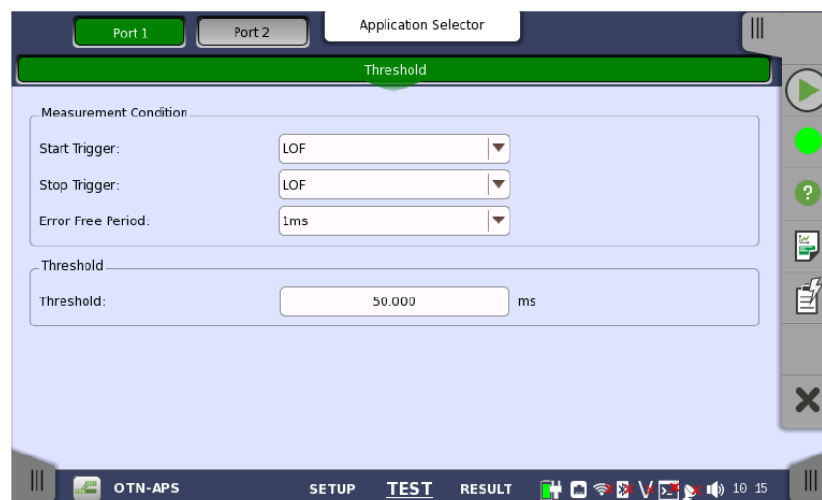 Port 1 Port 2 Application Selector
Threshold
Measurement Condition
Start Trigger: LOF
Stop Trigger: LOF
Error Free Period: 1ms
Threshold
Threshold: 50.000 ms
OTN-APS SETUP TEST RESULT 10 15